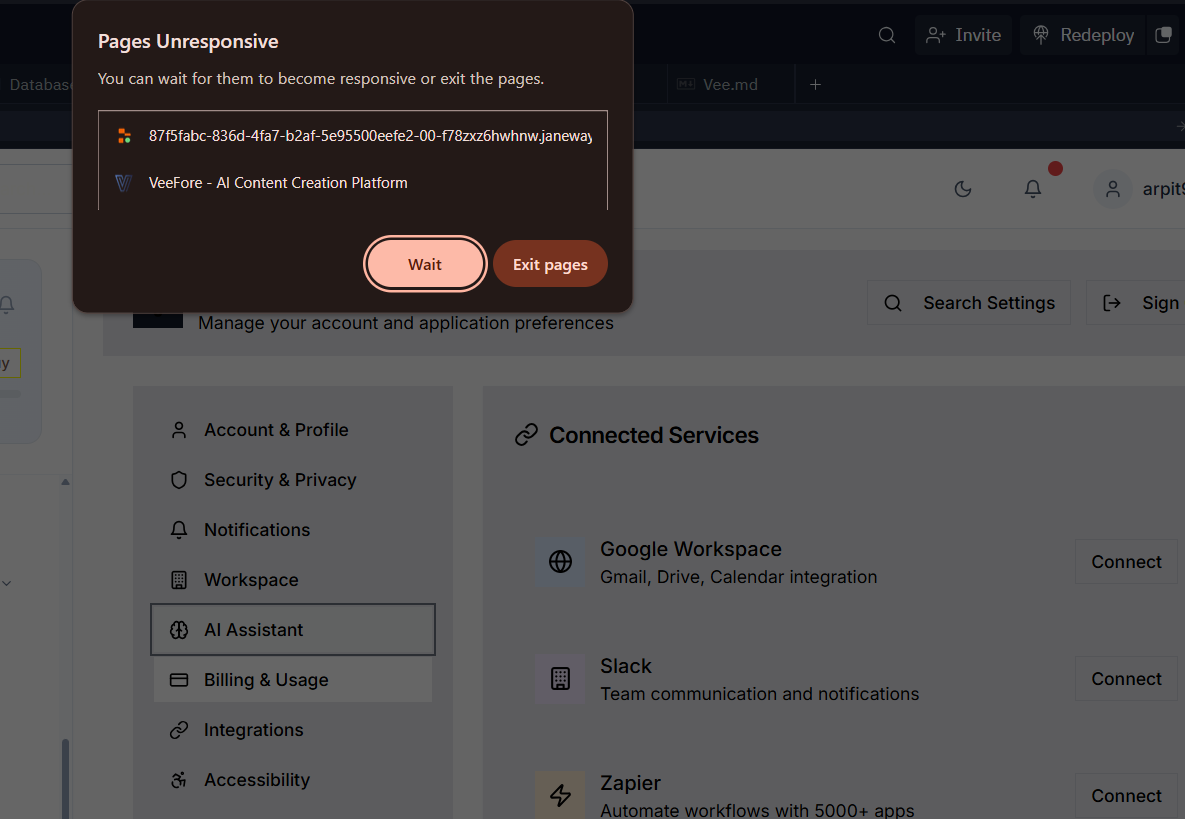 Pages Unresponsive
You can wait for them to become responsive or exit the pages.
87f5fabc-836d-4fa7-b2af-5e95500eefe2-00-f78zxz6hwhnw.janeway
VeeFore - AI Content Creation Platform
Wait
Exit pages
Invite
Redeploy
Databas
Vee.md
arpit9
Manage your account and application preferences
Search Settings
Sign
Account & Profile
Security & Privacy
Notifications
Workspace
AI Assistant
Billing & Usage
Integrations
Accessibility
Connected Services
Google Workspace
Gmail, Drive, Calendar integration
Connect
Slack
Team communication and notifications
Connect
Zapier
Automate workflows with 5000+ apps
Connect